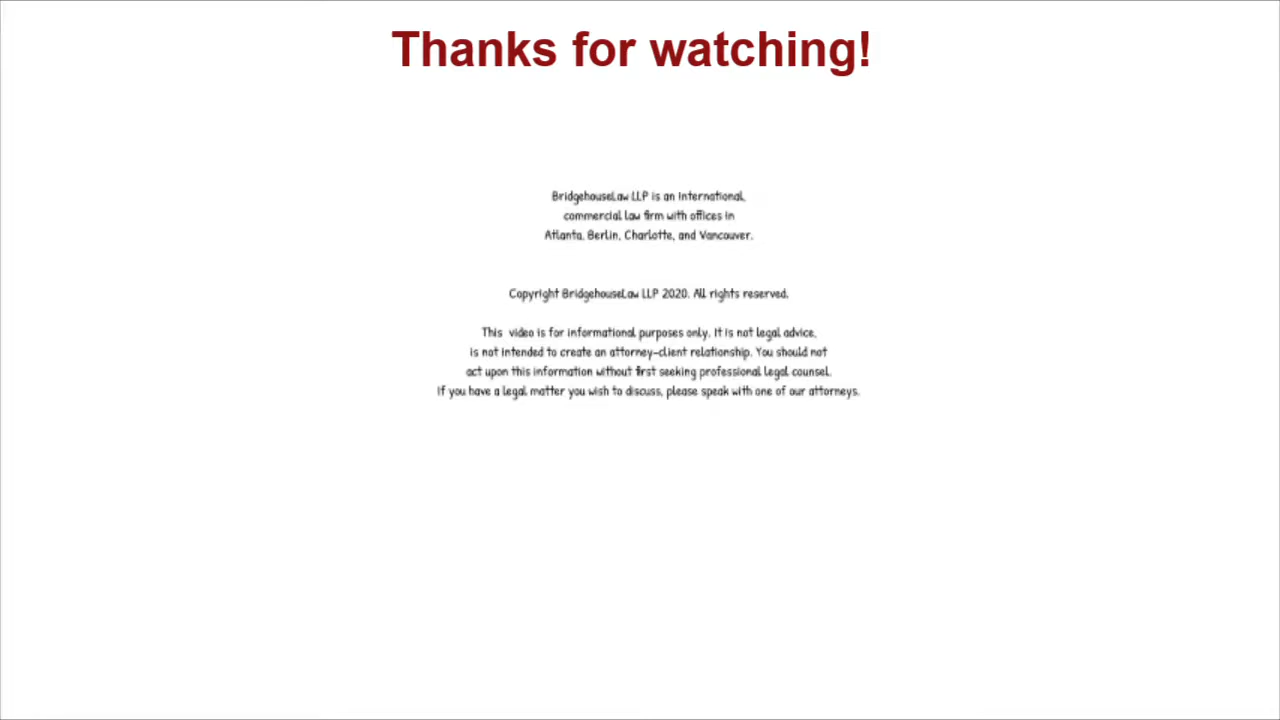 Thanks for watching!
BridgehouseLaw LLP is an international,
commercial law firm with offices in
Atlanta, Berlin, Charlotte, and Vancouver.
Copyright BridgehouseLaw LLP 2020. All rights reserved.
This video is for informational purposes only. It is not legal advice,
is not intended to create an attorney-client relationship. You should not
act upon this information without first seeking professional legal counsel.
If you have a legal matter you wish to discuss, please speak with one of our attorneys.